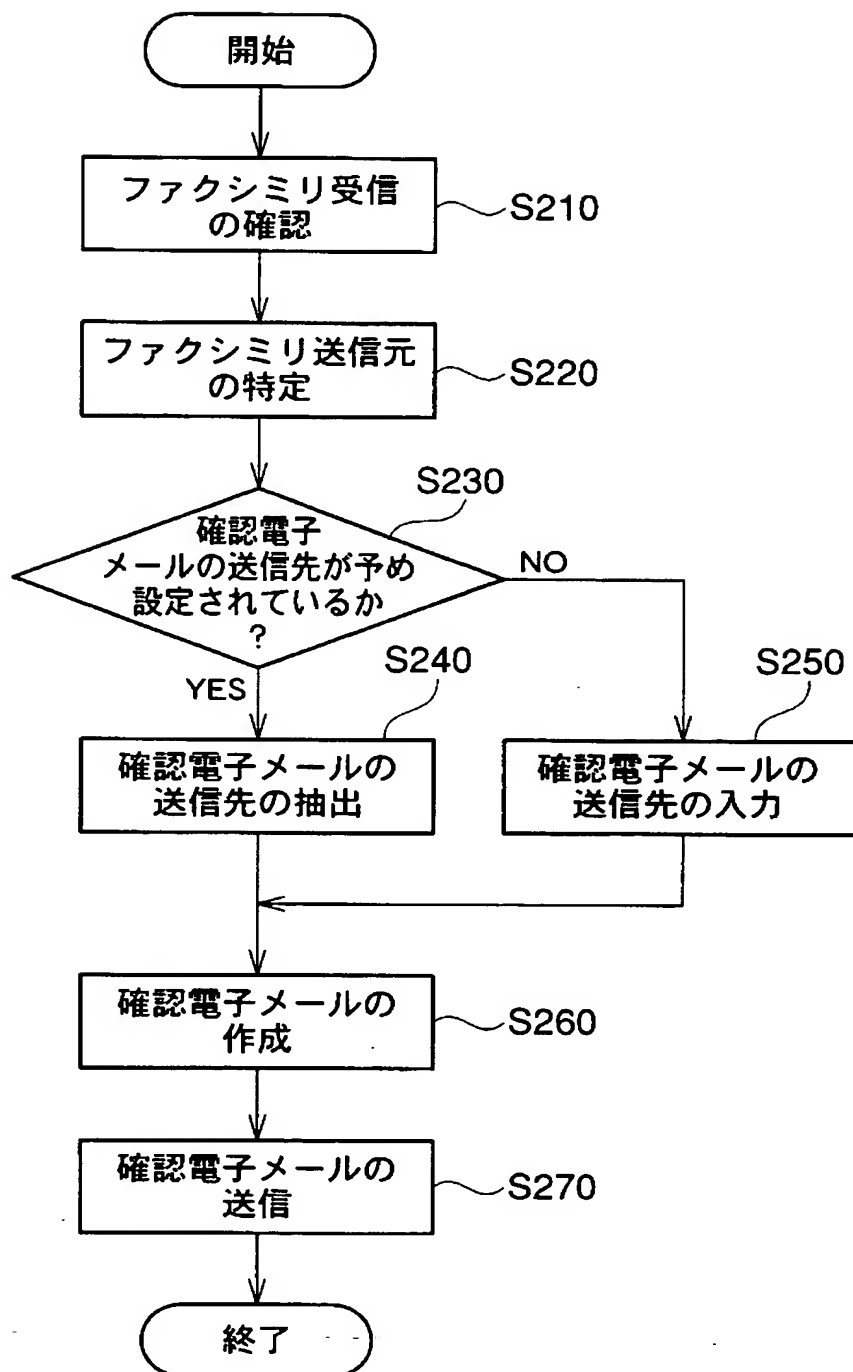 開始
ファクシミリ受信
の確認
S210
ファクシミリ送信元
の特定
S220
S230
確認電子
メールの送信先が予め
設定されているか
?
NO
YES
S240
S250
確認電子メールの
送信先の抽出
確認電子メールの
送信先の入力
確認電子メールの
作成
S260
確認電子メールの
送信
S270
終了